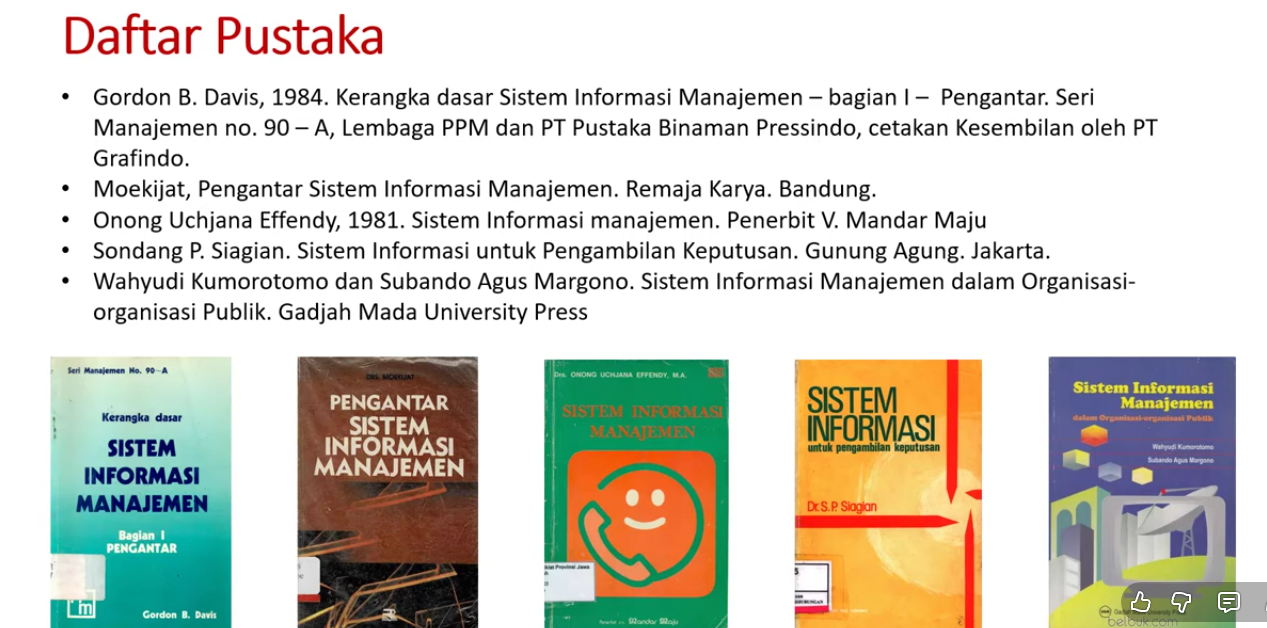 Daftar Pustaka
• Gordon B. Davis, 1984. Kerangka dasar Sistem Informasi Manajemen – bagian I – Pengantar. Seri
Manajemen no. 90 – A, Lembaga PPM dan PT Pustaka Binaman Pressindo, cetakan Kesembilan oleh PT
Grafindo.
• Moekijat, Pengantar Sistem Informasi Manajemen. Remaja Karya. Bandung.
• Onong Uchjana Effendy, 1981. Sistem Informasi manajemen. Penerbit V. Mandar Maju
• Sondang P. Siagian. Sistem Informasi untuk Pengambilan Keputusan. Gunung Agung. Jakarta.
• Wahyudi Kumorotomo dan Subando Agus Margono. Sistem Informasi Manajemen dalam Organisasi-
organisasi Publik. Gadjah Mada University Press
Seri Manajemen No. 90-A
Kerangka dasar
SISTEM
INFORMASI
MANAJEMEN
Bagian I
PENGANTAR
m
Gordon B. Davis
DRS. MOEKIJAT
PENGANTAR
SISTEM
INFORMASI
MANAJEMEN
Drs. ONONG UCHJANA EFFENDY, M.A.
SISTEM INFORMASI
MANAJEMEN
Provinsi Jawa
Mandar Maju
SISTEM
INFORMASI
untuk pengambilan keputusan
Dr. S.P. Siagian
Sistem Informasi
Manajemen
dalam Organisasi-organisasi Publik
Wahyudi Kumorotomo
Subando Agus Margono
belbuk.com